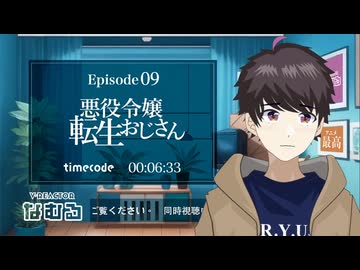 Episode 09
悪役令嬢
転生おじさん
timecode 00:06:33
アニメ
最高
V-REACTOR
なむる
ご覧ください。 同時視聴
R.Y.U